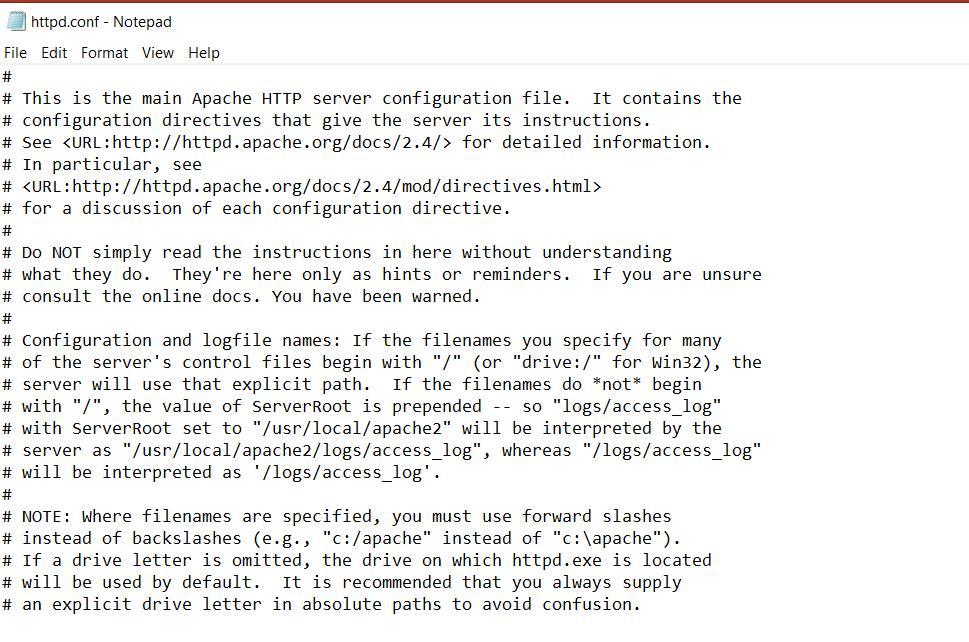 httpd.conf - Notepad
File Edit Format View Help
#
# This is the main Apache HTTP server configuration file.  It contains the
# configuration directives that give the server its instructions.
# See <URL:http://httpd.apache.org/docs/2.4/> for detailed information.
# In particular, see
# <URL:http://httpd.apache.org/docs/2.4/mod/directives.html>
# for a discussion of each configuration directive.
#
# Do NOT simply read the instructions in here without understanding
# what they do.  They're here only as hints or reminders.  If you are unsure
# consult the online docs. You have been warned.
#
# Configuration and logfile names: If the filenames you specify for many
# of the server's control files begin with "/" (or "drive:/" for Win32), the
# server will use that explicit path.  If the filenames do *not* begin
# with "/", the value of ServerRoot is prepended -- so "logs/access_log"
# with ServerRoot set to "/usr/local/apache2" will be interpreted by the
# server as "/usr/local/apache2/logs/access_log", whereas "/logs/access_log"
# will be interpreted as '/logs/access_log'.
#
# NOTE: Where filenames are specified, you must use forward slashes
# instead of backslashes (e.g., "c:/apache" instead of "c:\apache").
# If a drive letter is omitted, the drive on which httpd.exe is located
# will be used by default.  It is recommended that you always supply
# an explicit drive letter in absolute paths to avoid confusion.